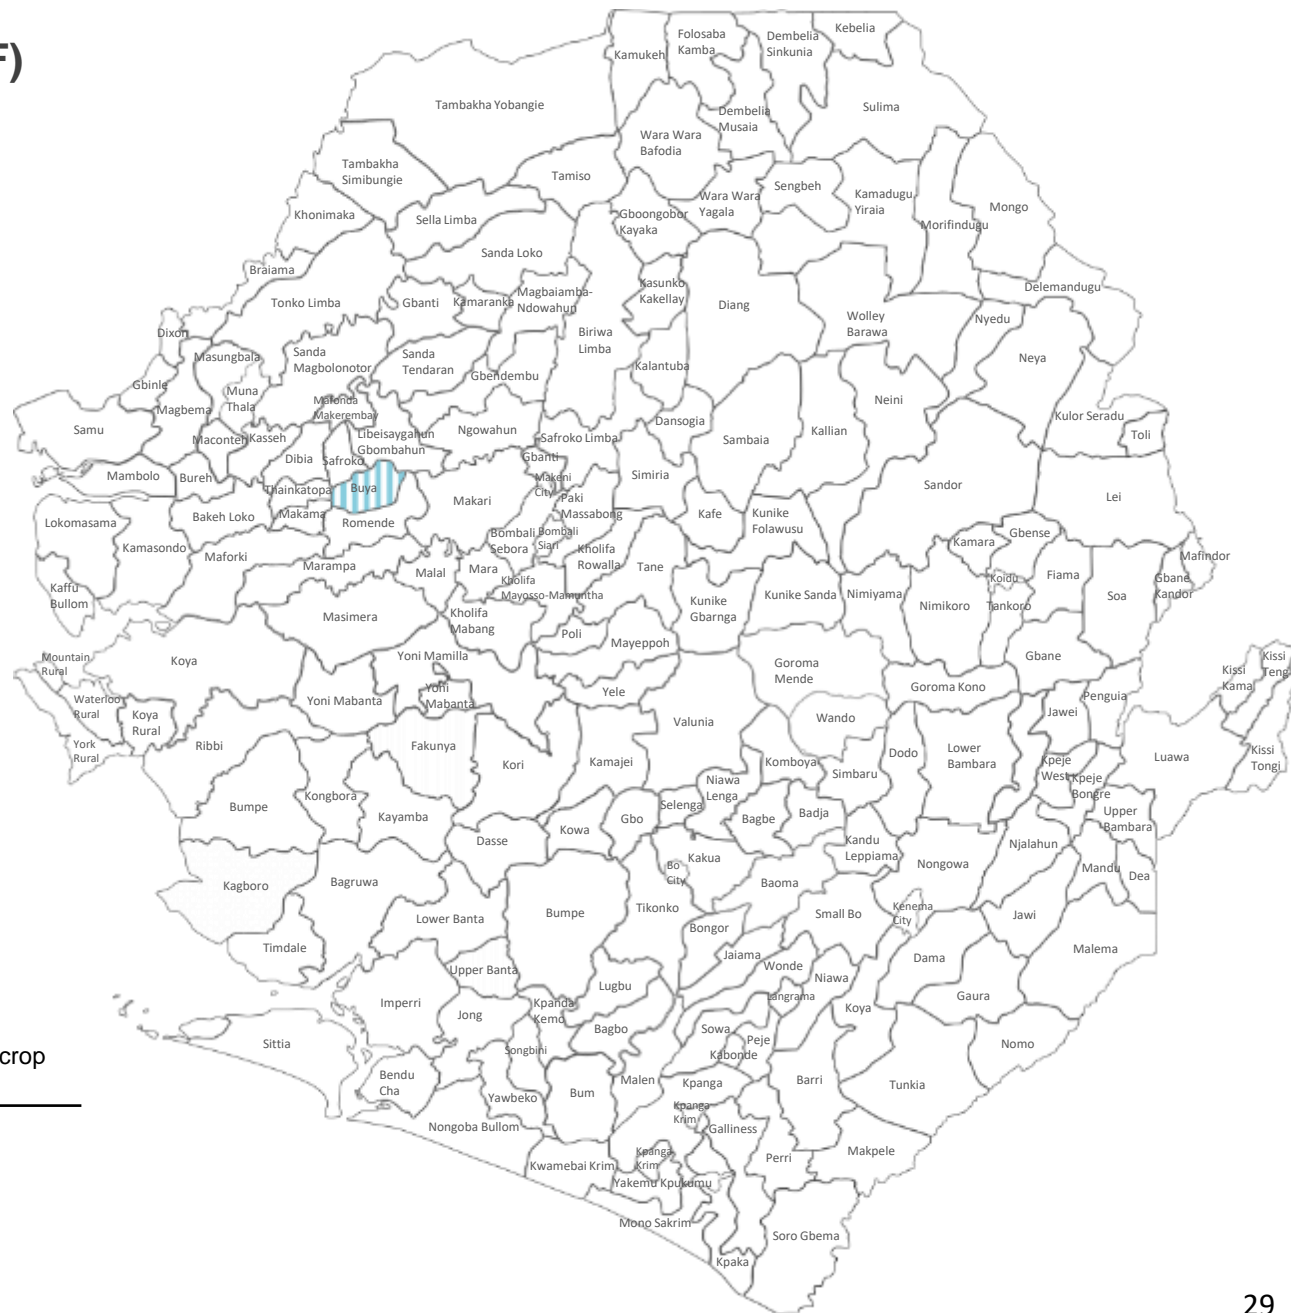 F)
Kebelia
Folosaba
Kamba
Dembelia
Sinkunia
Kamukeh
Tambakha Yobangie
Sulima
Dembelia
Musaia
Wara Wara
Bafodia
Tambakha
Simibungie
Tamiso
Sengbeh
Wara Wara
Yagala
Kamadugu
Yiraia
Mongo
Khonimaka
Sella Limba
Gboongobor
Kayaka
Morifindugu
Sanda Loko
Braiama
Kasunko
Kakellay
Delemandugu
Tonko Limba
Gbanti
Kamaranka
Magbaiamba-
Ndowahun
Diang
Wolley
Barawa
Nyedu
Dixon
Biriwa
Limba
Masungbala
Sanda
Magbolonotor
Sanda
Tendaran
Neya
Kalantuba
Gbendembu
Gbinle
Muna
Thala
Mafonda
Makerembay
Magbema
Neini
Kulor Seradu
Toli
Samu
Maconteh
Kasseh
Libeisaygahun
Gbombahun
Ngowahun
Safroko Limba
Dansogia
Sambaia
Kallian
Dibia
Safroko
Gbanti
Mambolo
Bureh
Thainkatopa
Buya
Makeni
City
Simiria
Sandor
Lei
Makari
Paki
Massabong
Lokomasama
Bakeh Loko
Makama
Romende
Kafe
Kunike
Folawusu
Kamasondo
Maforki
Bombali
Sebora
Bombali
Siari
Kholifa
Rowalla
Gbense
Kamara
Mafindor
Marampa
Malal
Mara
Kholifa
Mayosso-Mamuntha
Tane
Koidu
Fiama
Gbane
Kandor
Kaffu
Bullom
Kunike
Gbarnga
Kunike Sanda
Nimiyama
Nimikoro
Tankoro
Soa
Masimera
Kholifa
Mabang
Poli
Mayeppoh
Mountain
Rural
Koya
Yoni Mamilla
Goroma
Mende
Gbane
Kissi
Kama
Kissi
Teng
Yele
Goroma Kono
Waterloo
Rural
Koya
Rural
Yoni Mabanta
Yoni
Mabanta
Penguia
Jawei
Valunia
Wando
York
Rural
Ribbi
Fakunya
Kori
Kamajei
Komboya
Simbaru
Dodo
Lower
Bambara
Kpeje
West
Luawa
Kissi
Tongi
Niawa
Lenga
Kpeje
Bongre
Bumpe
Kongbora
Kayamba
Selenga
Gbo
Bagbe
Badja
Upper
Bambara
Dasse
Kowa
Kandu
Leppiama
Njalahun
Kakua
Bo
City
Nongowa
Mandu
Dea
Kagboro
Bagruwa
Baoma
Lower Banta
Bumpe
Tikonko
Small Bo
Kenema
City
Jawi
Bongor
Timdale
Malema
Jaiama
Wonde
Dama
Upper Banta
Lugbu
Niawa
Langrama
Gaura
Imperri
Jong
Kpanda
Kemo
Koya
Bagbo
Sowa
Peje
Sittia
Songbini
Kabonde
Nomo
crop
Bendu
Cha
Yawbeko
Bum
Malen
Kpanga
Barri
Tunkia
Kpanga
Krim
Nongoba Bullom
Galliness
Kpanga
Krim
Perri
Makpele
Kwamebai Krim
Yakemu Kpukumu
Mono Sakrim
Soro Gbema
Kpaka
29